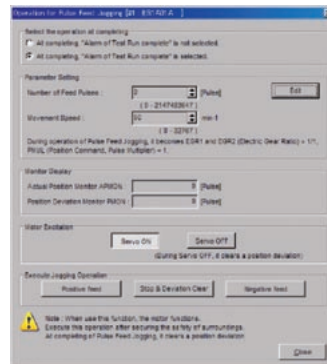 Operation for Pulse Feed Jogging
Select the operation at completing
At completing, "Alarm of Test Run complete" is not selected.
At completing, "Alarm of Test Run complete" is selected.
Parameter Setting
Number of Feed Pulses : [Pulse]
Edit
( 0 - 2147483647 )
Movement Speed : 50 min-1
( 0 - 32767 )
During operation of Pulse Feed Jogging, it becomes EGR1 and EGR2 (Electric Gear Ratio) = 1/1,
PMUL (Position Command, Pulse Multiplier) = 1.
Monitor Display
Actual Position Monitor APMON : 0 [Pulse]
Position Deviation Monitor PMON : 0 [Pulse]
Motor Excitation
Servo ON Servo OFF
(During Servo OFF, it clears a position deviation)
Execute Jogging Operation
Positive feed Stop & Deviation Clear Negative feed
Note : When use this function, the motor functions.
Execute this operation after securing the safety of surroundings.
At completing of Pulse Feed Jogging, it clears a position deviation.
Close